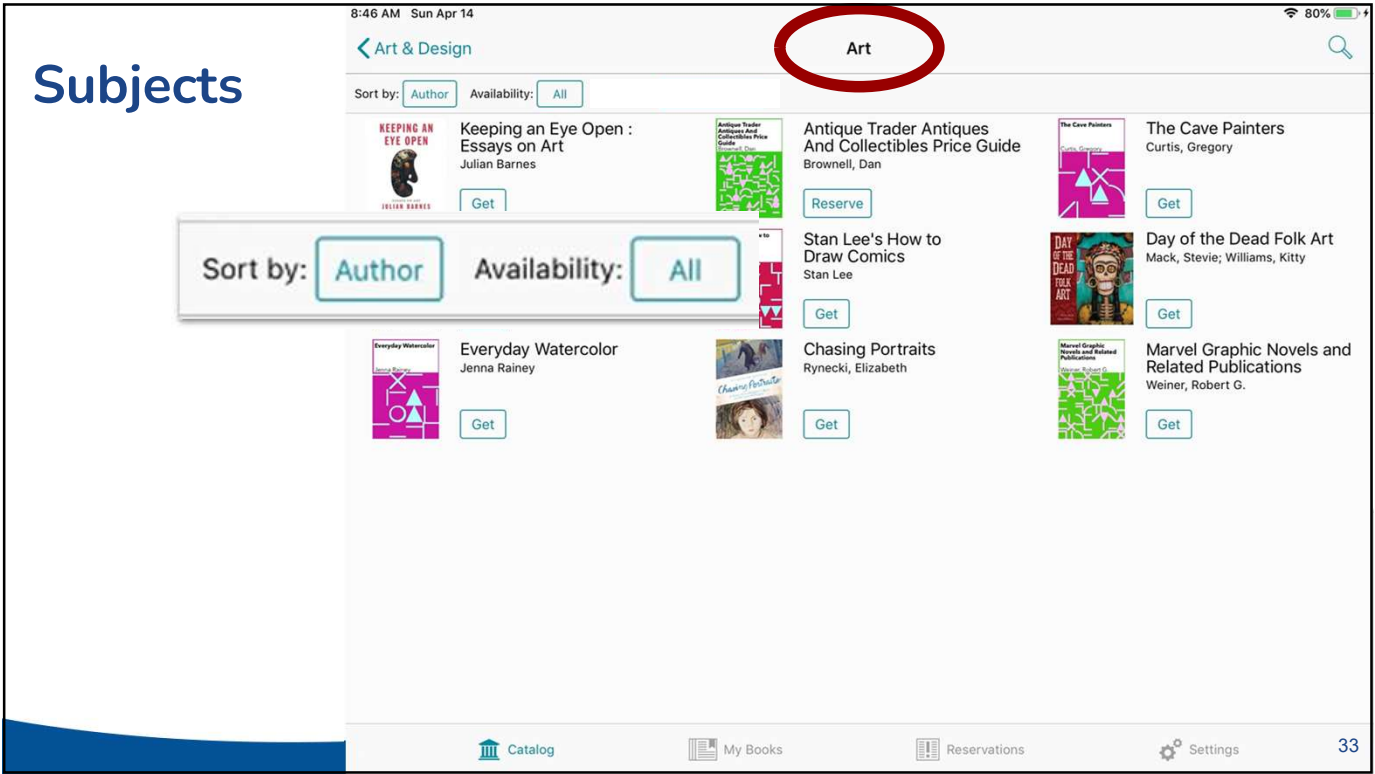 Subjects
8:46 AM Sun Apr 14
80%
Art & Design
Art
Sort by: Author Availability: All
KEEPING AN
EYE OPEN
JULIAN BARNES
Keeping an Eye Open :
Essays on Art
Julian Barnes
Get
Antique Trader
Antiques And
Collectibles Price
Guide
Brownell, Dan
Antique Trader Antiques
And Collectibles Price Guide
Brownell, Dan
Reserve
The Cave Painters
Curtis, Gregory
The Cave Painters
Curtis, Gregory
Get
Sort by: Author Availability: All
Stan Lee's How to
Draw Comics
Stan Lee
Get
DAY
OF THE
DEAD
FOLK
ART
Day of the Dead Folk Art
Mack, Stevie; Williams, Kitty
Get
Everyday Watercolor
Jenna Rainey
Everyday Watercolor
Jenna Rainey
Get
Chasing Portraits
Chasing Portraits
Rynecki, Elizabeth
Get
Marvel Graphic
Novels and Related
Publications
Weiner, Robert G.
Marvel Graphic Novels and
Related Publications
Weiner, Robert G.
Get
Catalog
My Books
Reservations
Settings
33